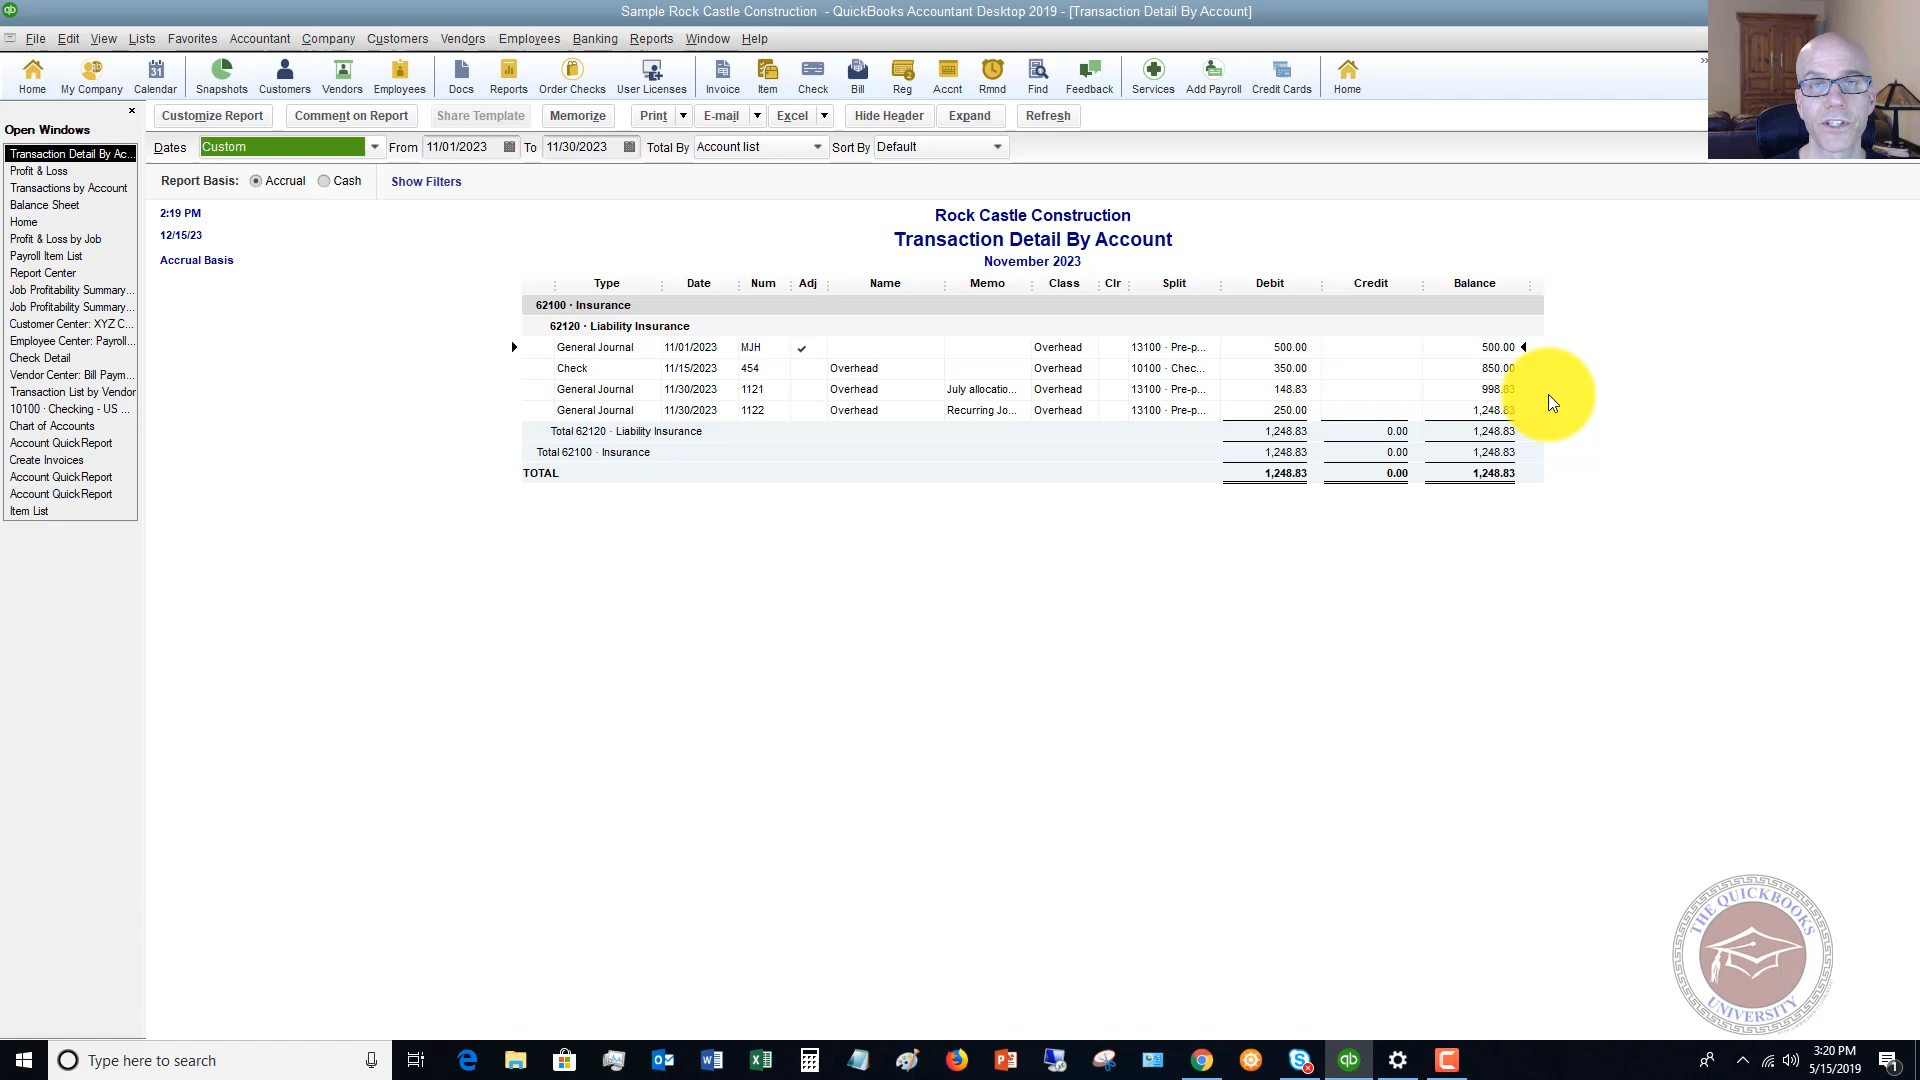 Sample Rock Castle Construction - QuickBooks Accountant Desktop 2019 - [Transaction Detail By Account]
File Edit View Lists Favorites Accountant Company Customers Vendors Employees Banking Reports Window Help
Home My Company Calendar Snapshots Customers Vendors Employees Docs Reports Order Checks User Licenses Invoice Item Check Bill Reg Accnt Rmnd Find Feedback Services Add Payroll Credit Cards Home
Customize Report Comment on Report Share Template Memorize Print E-mail Excel Hide Header Expand Refresh
Dates Custom From 11/01/2023 To 11/30/2023 Total By Account list Sort By Default
Report Basis: Accrual Cash Show Filters
Open Windows
Transaction Detail By Ac...
Profit & Loss
Transactions by Account
Balance Sheet
Home
Profit & Loss by Job
Payroll Item List
Report Center
Job Profitability Summary...
Job Profitability Summary...
Customer Center: XYZ C...
Employee Center: Payroll...
Check Detail
Vendor Center: Bill Paym...
Transaction List by Vendor
10100 · Checking - US ...
Chart of Accounts
Account QuickReport
Create Invoices
Account QuickReport
Account QuickReport
Item List
2:19 PM
12/15/23
Accrual Basis
Rock Castle Construction
Transaction Detail By Account
November 2023
Type Date Num Adj Name Memo Class Clr Split Debit Credit Balance
62100 · Insurance
62120 · Liability Insurance
General Journal 11/01/2023 MJH ✓ Overhead 13100 · Pre-p... 500.00 500.00
Check 11/15/2023 454 Overhead Overhead 10100 · Chec... 350.00 850.00
General Journal 11/30/2023 1121 Overhead July allocatio... Overhead 13100 · Pre-p... 148.83 998.83
General Journal 11/30/2023 1122 Overhead Recurring Jo... Overhead 13100 · Pre-p... 250.00 1,248.83
Total 62120 · Liability Insurance 1,248.83 0.00 1,248.83
Total 62100 · Insurance 1,248.83 0.00 1,248.83
TOTAL 1,248.83 0.00 1,248.83
THE QUICKBOOKS
UNIVERSITY
Type here to search
3:20 PM
5/15/2019